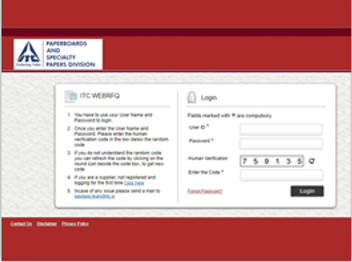 ITC
PAPERBOARDS
AND
SPECIALTY
PAPERS DIVISION
ITC WEBRFQ
1. You have to use your User Name and
Password to login
2. Once you enter the User Name and
Password. Please enter the human
verification code in the box below the random
code.
3. If you do not understand the random code
you can refresh the code by clicking on the
round icon beside the code box, to get new
code
4. If you are a supplier, not registered and
logging for the first time Click Here
5. Incase of any issue please send a mail to
Login
Fields marked with * are compulsory
User ID *
Password *
Human Verification
7 5 9 1 3 5
Enter the Code *
Forgot Password?
Login
Contact Us Disclaimer Privacy Policy